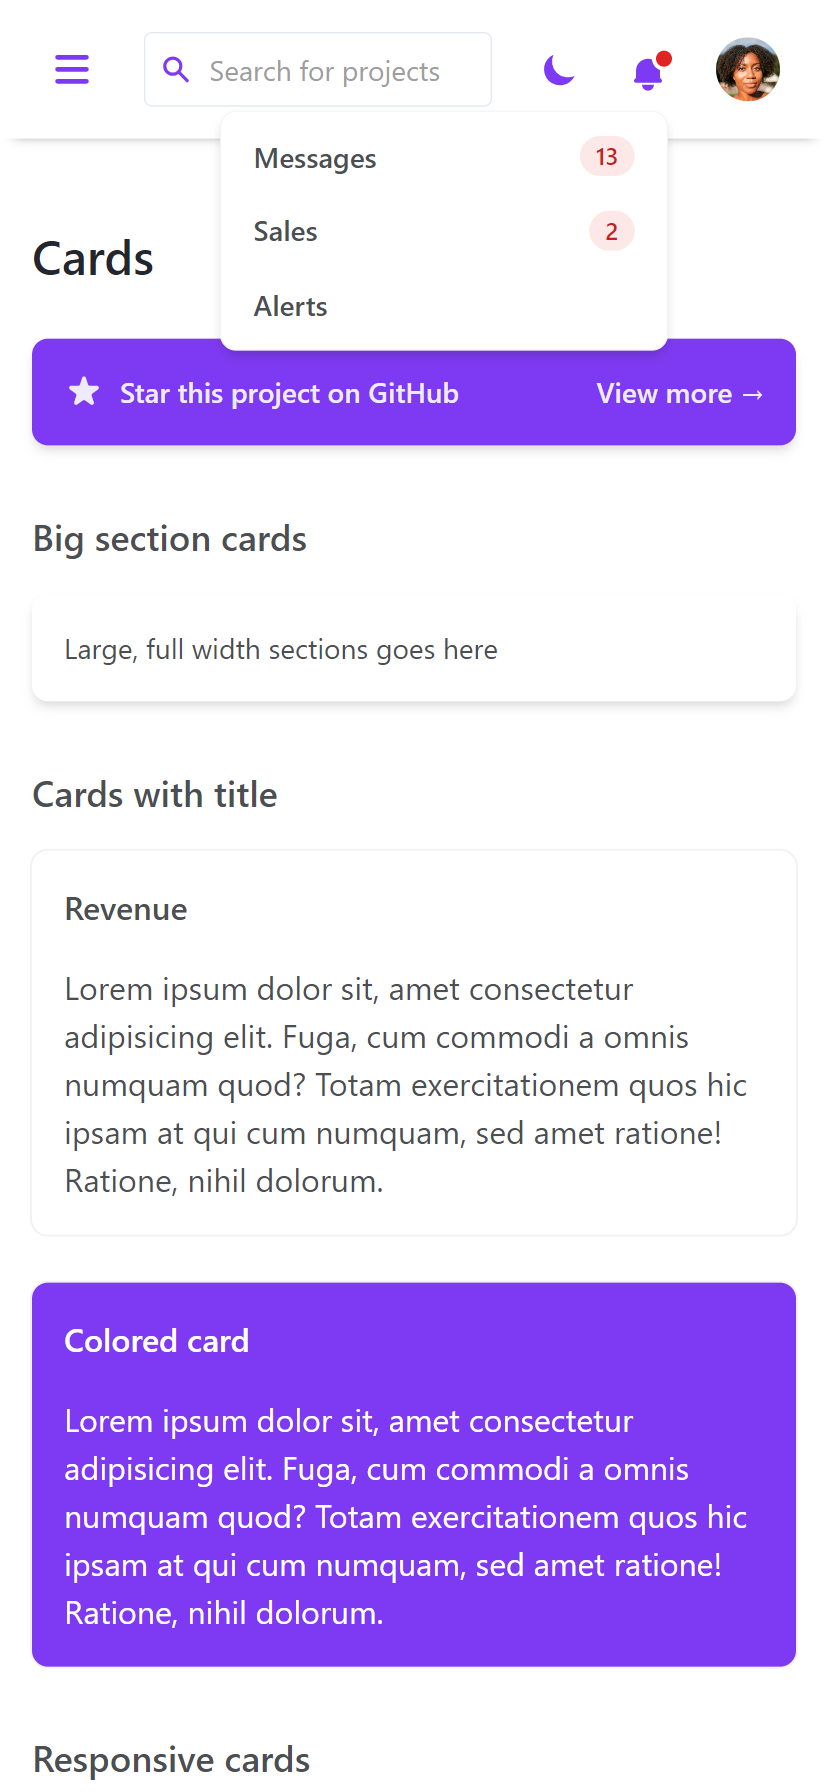 Search for projects
Messages 13
Sales 2
Alerts
Cards
Star this project on GitHub View more →
Big section cards
Large, full width sections goes here
Cards with title
Revenue
Lorem ipsum dolor sit, amet consectetur
adipisicing elit. Fuga, cum commodi a omnis
numquam quod? Totam exercitationem quos hic
ipsam at qui cum numquam, sed amet ratione!
Ratione, nihil dolorum.
Colored card
Lorem ipsum dolor sit, amet consectetur
adipisicing elit. Fuga, cum commodi a omnis
numquam quod? Totam exercitationem quos hic
ipsam at qui cum numquam, sed amet ratione!
Ratione, nihil dolorum.
Responsive cards